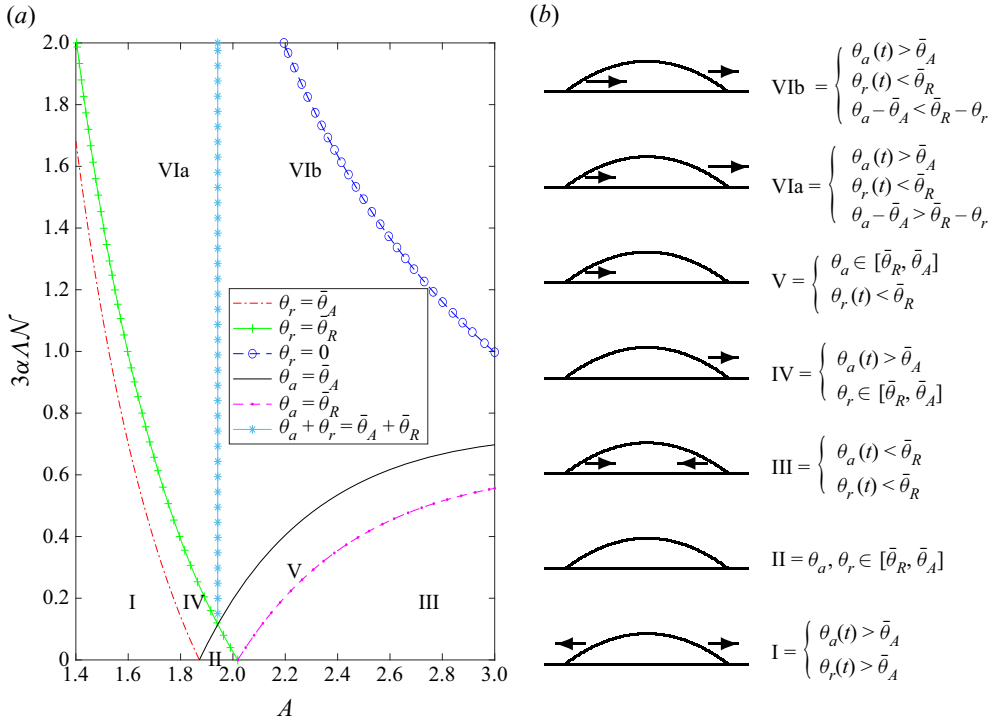 (a)
2.0
1.8
1.6
1.4
1.2
1.0
0.8
0.6
0.4
0.2
0
3αΛ𝒩
1.4 1.6 1.8 2.0 2.2 2.4 2.6 2.8 3.0
A
VIa
VIb
I
IV
II
V
III
θr = θ̄A
θr = θ̄R
θr = 0
θa = θ̄A
θa = θ̄R
θa + θr = θ̄A + θ̄R
(b)
VIb = { θa (t) > θ̄A
θr (t) < θ̄R
θa – θ̄A < θ̄R – θr
VIa = { θa (t) > θ̄A
θr (t) < θ̄R
θa – θ̄A > θ̄R – θr
V = { θa ∈ [θ̄R, θ̄A]
θr (t) < θ̄R
IV = { θa (t) > θ̄A
θr ∈ [θ̄R, θ̄A]
III = { θa (t) < θ̄R
θr (t) < θ̄R
II = θa, θr ∈ [θ̄R, θ̄A]
I = { θa(t) > θ̄A
θr(t) > θ̄A